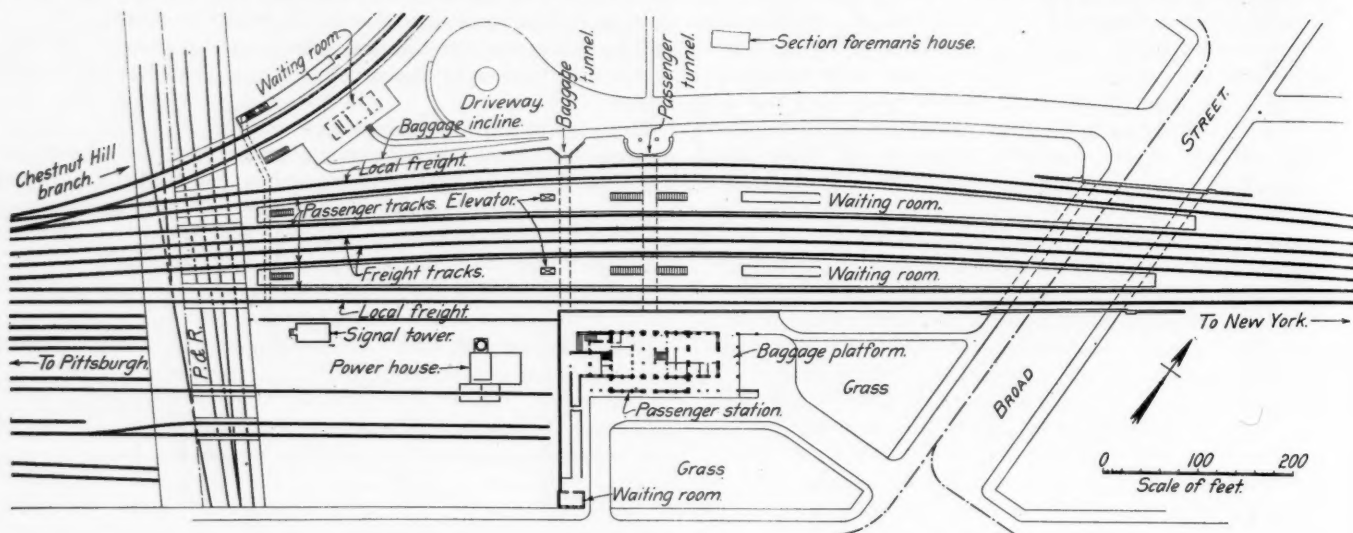 Waiting room.
Section foreman's house.
Baggage
tunnel.
Passenger
tunnel.
Driveway.
Baggage incline.
STREET.
Chestnut Hill
branch.
Local freight.
Passenger tracks.
Elevator.
Waiting room.
Freight tracks.
Waiting room.
Local freight.
To New York.
Signal tower.
P. & R.
To Pittsburgh.
Power house.
Baggage platform.
Grass
BROAD
Passenger station.
Grass
Waiting room
0 100 200
Scale of feet.